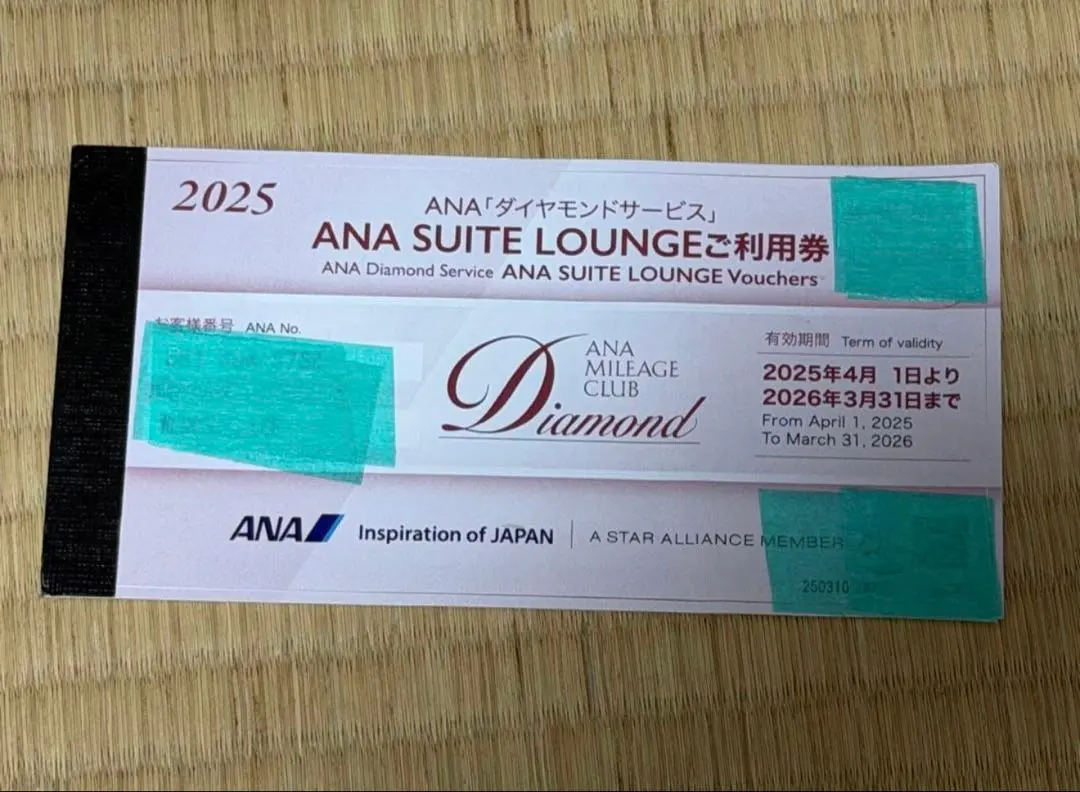 2025
ANA「ダイヤモンドサービス」
ANA SUITE LOUNGEご利用券
ANA Diamond Service ANA SUITE LOUNGE Vouchers
お客様番号 ANA No.
ANA
MILEAGE
CLUB
Diamond
有効期間 Term of validity
2025年4月 1日より
2026年3月31日まで
From April 1, 2025
To March 31, 2026
ANA Inspiration of JAPAN A STAR ALLIANCE MEMBER
250310